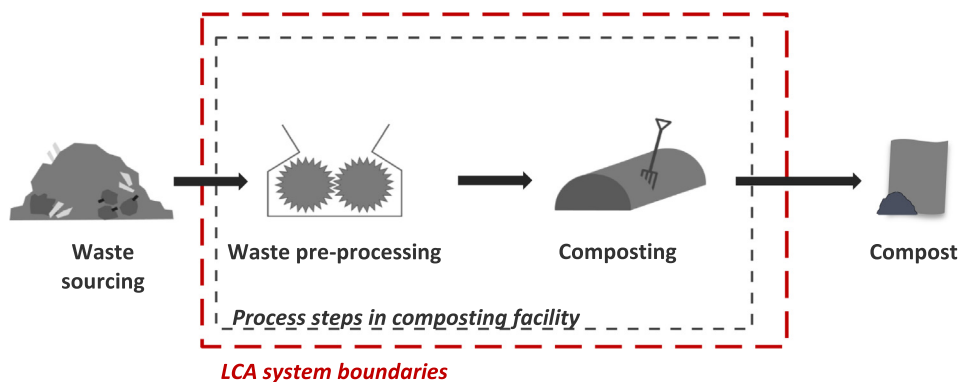 Waste
sourcing
Waste pre-processing
Composting
Compost
Process steps in composting facility
LCA system boundaries